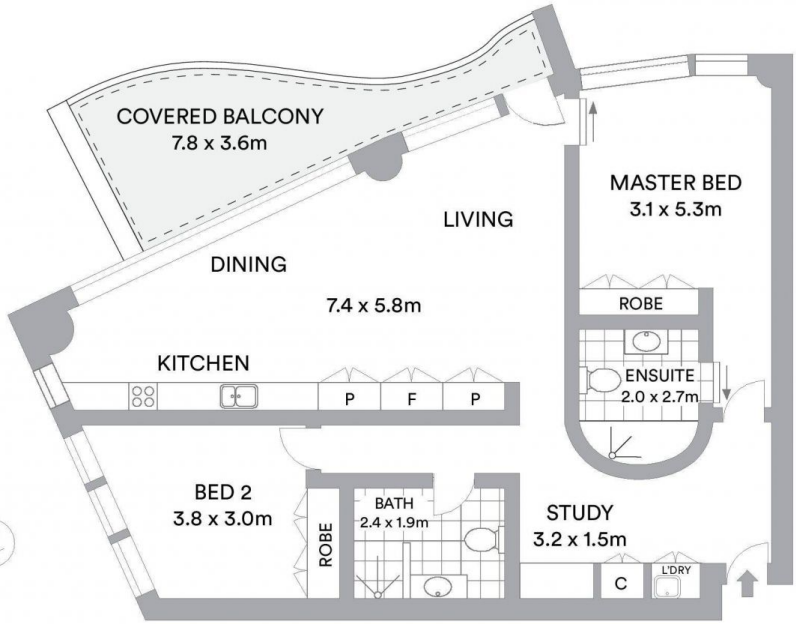 COVERED BALCONY
7.8 x 3.6m
MASTER BED
3.1 x 5.3m
LIVING
DINING
7.4 x 5.8m
ROBE
KITCHEN
ENSUITE
2.0 x 2.7m
P
F
P
BED 2
3.8 x 3.0m
ROBE
BATH
2.4 x 1.9m
STUDY
3.2 x 1.5m
C
L'DRY